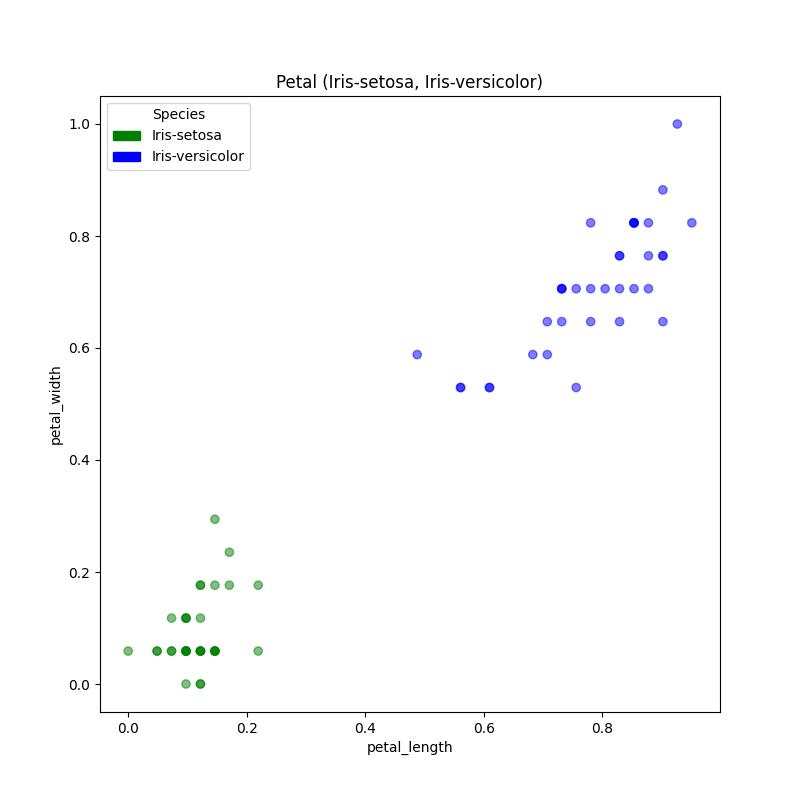 Petal (Iris-setosa, Iris-versicolor)
Species
Iris-setosa
Iris-versicolor
1.0
0.8
0.6
0.4
0.2
0.0
petal_width
0.0 0.2 0.4 0.6 0.8
petal_length